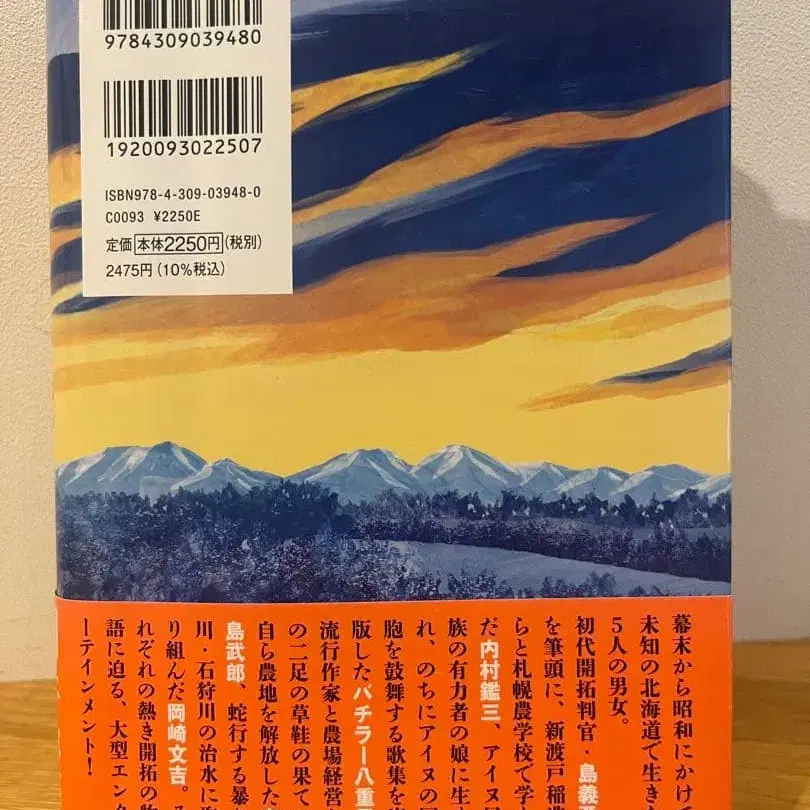 9784309039480
1920093022507
ISBN978-4-309-03948-0
C0093 ¥2250E
定価 本体2250円(税別)
2475円(10%税込)
幕末から昭和にかけ
未知の北海道で生き
5人の男女。
初代開拓判官・島義
を筆頭に、新渡戸稲
らと札幌農学校で学
だ内村鑑三、アイヌ
族の有力者の娘に生
れ、のちにアイヌの
胞を鼓舞する歌集を
版したバチラー八重
流行作家と農場経営
の二足の草鞋の果て
自ら農地を解放した
島武郎、蛇行する暴
川・石狩川の治水に
り組んだ岡崎文吉。
れぞれの熱き開拓の
語に迫る、大型エンタ
ーテインメント!